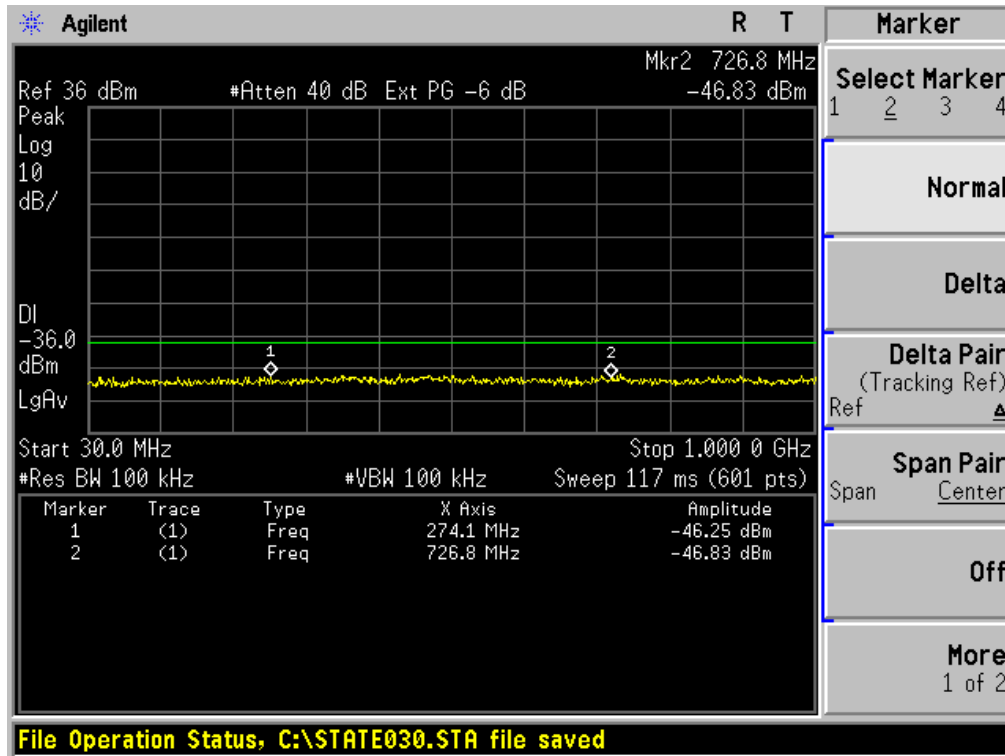 Agilent R T
Mkr2 726.8 MHz
Ref 36 dBm #Atten 40 dB Ext PG -6 dB -46.83 dBm
Peak
Log
10
dB/
DI
-36.0
dBm
LgAv
1 2
Start 30.0 MHz Stop 1.000 0 GHz
#Res BW 100 kHz #VBW 100 kHz Sweep 117 ms (601 pts)
Marker Trace Type X Axis Amplitude
1 (1) Freq 274.1 MHz -46.25 dBm
2 (1) Freq 726.8 MHz -46.83 dBm
File Operation Status, C:\STATE030.STA file saved
Marker
Select Marker
1 2 3 4
Normal
Delta
Delta Pair
(Tracking Ref)
Ref Δ
Span Pair
Span Center
Off
More
1 of 2